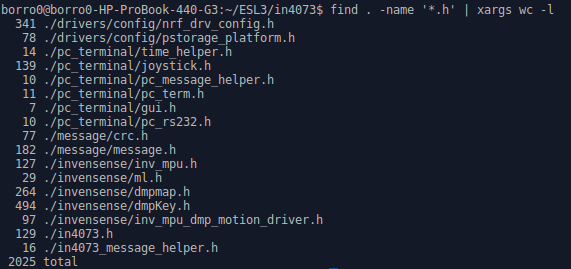 borro0@borro0-HP-ProBook-440-G3:~/ESL3/in4073$ find . -name '*.h' | xargs wc -l
341 ./drivers/config/nrf_drv_config.h
78 ./drivers/config/pstorage_platform.h
14 ./pc_terminal/time_helper.h
139 ./pc_terminal/joystick.h
10 ./pc_terminal/pc_message_helper.h
11 ./pc_terminal/pc_term.h
7 ./pc_terminal/gui.h
10 ./pc_terminal/pc_rs232.h
77 ./message/crc.h
182 ./message/message.h
127 ./invensense/inv_mpu.h
29 ./invensense/ml.h
264 ./invensense/dmpmap.h
494 ./invensense/dmpKey.h
97 ./invensense/inv_mpu_dmp_motion_driver.h
129 ./in4073.h
16 ./in4073_message_helper.h
2025 total